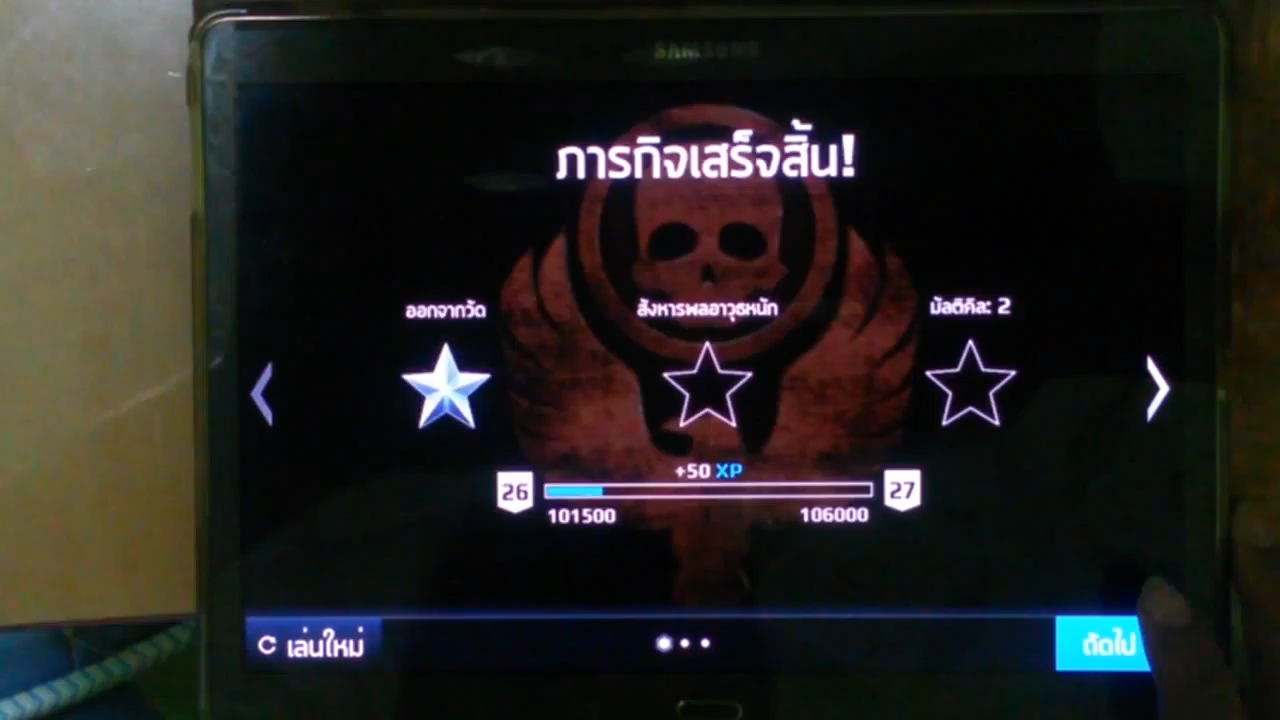 SAMSUNG
ภารกิจเสร็จสิ้น!
ออกจากวัด
สังหารพลอาวุธหนัก
มัลติคิล: 2
+50 XP
26
27
101500
106000
เล่นใหม่
ถัดไป